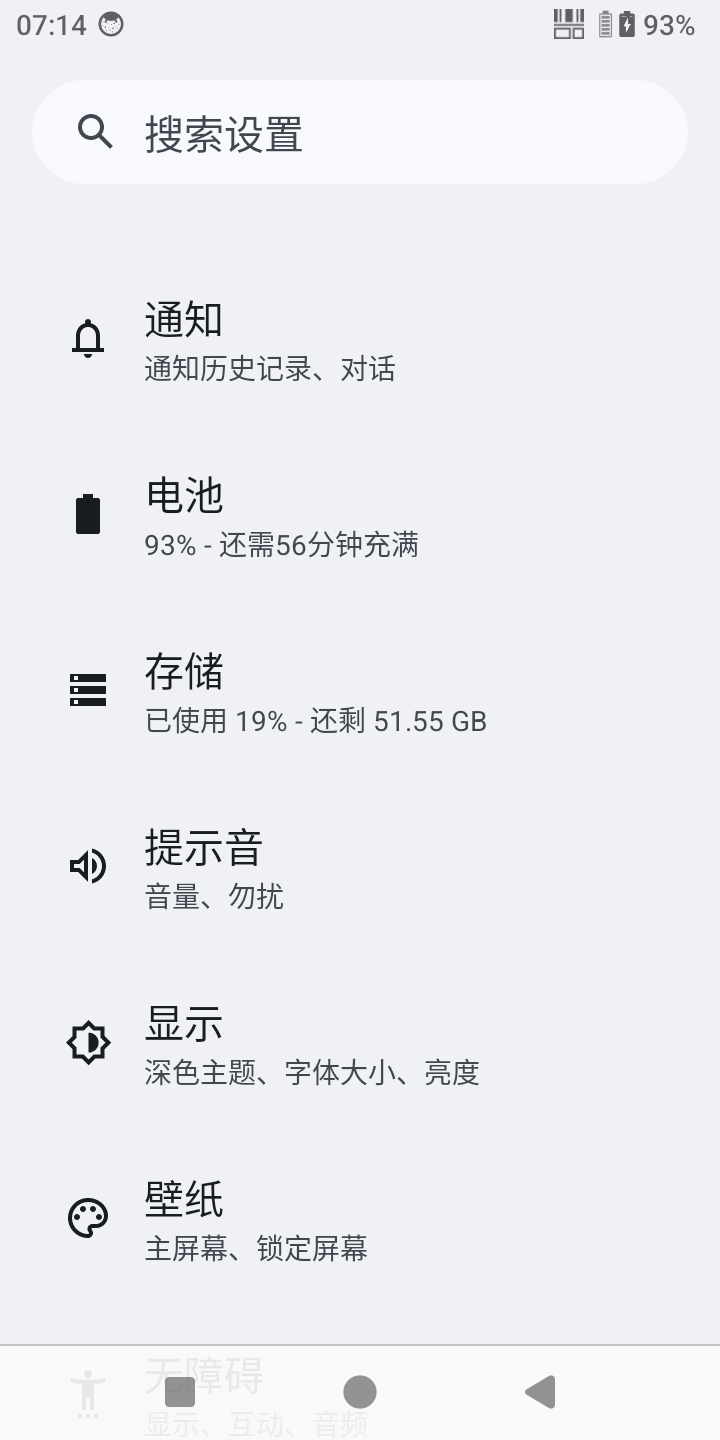 07:14
93%
搜索设置
通知
通知历史记录、对话
电池
93% - 还需56分钟充满
存储
已使用 19% - 还剩 51.55 GB
提示音
音量、勿扰
显示
深色主题、字体大小、亮度
壁纸
主屏幕、锁定屏幕
无障碍
显示、互动、音频